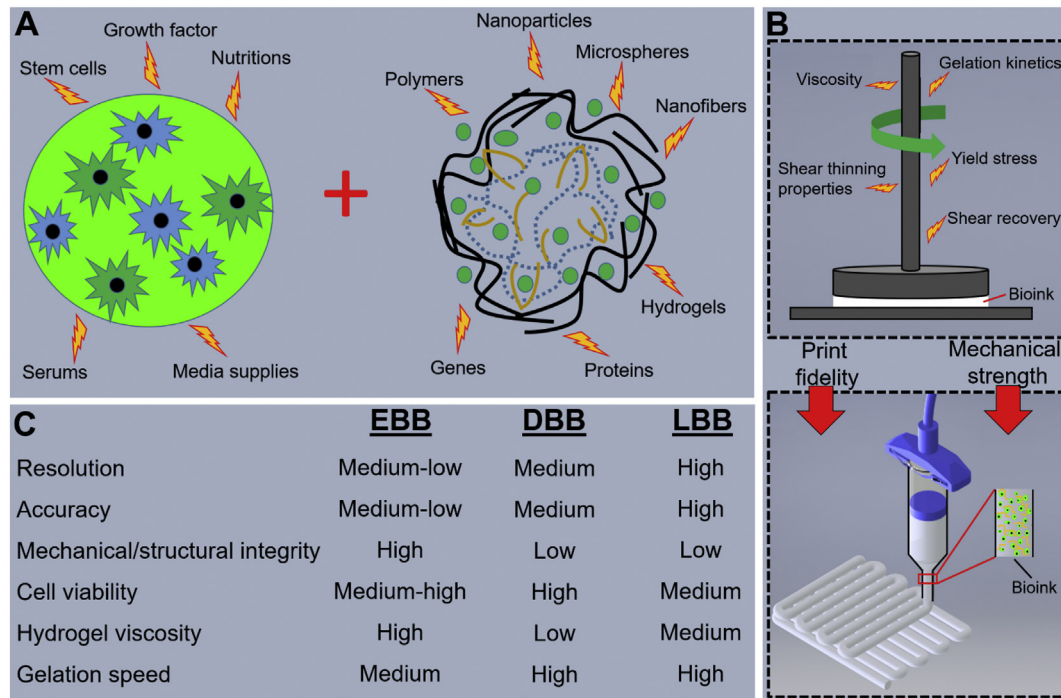 A
Growth factor
Stem cells
Nutritions
Serums
Media supplies
Nanoparticles
Polymers
Microspheres
Nanofibers
Hydrogels
Genes
Proteins
B
Viscosity
Gelation kinetics
Shear thinning
properties
Yield stress
Shear recovery
Bioink
Print
fidelity
Mechanical
strength
Bioink
C EBB DBB LBB
Resolution Medium-low Medium High
Accuracy Medium-low Medium High
Mechanical/structural integrity High Low Low
Cell viability Medium-high High Medium
Hydrogel viscosity High Low Medium
Gelation speed Medium High High